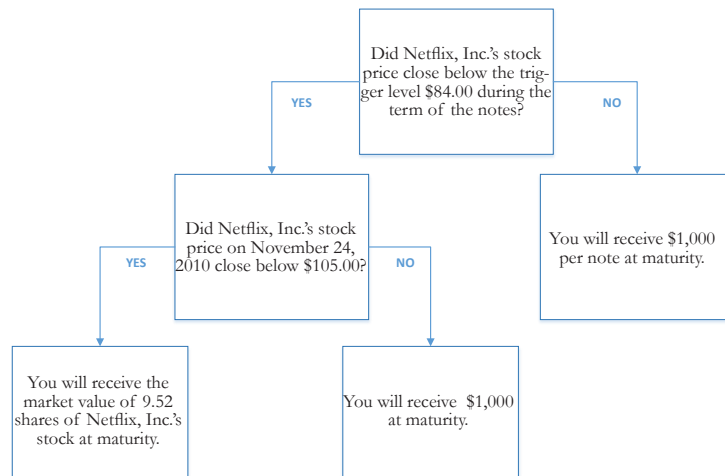 Did Netflix, Inc.'s stock
price close below the trig-
ger level $84.00 during the
term of the notes?
YES
NO
Did Netflix, Inc.'s stock
price on November 24,
2010 close below $105.00?
You will receive $1,000
per note at maturity.
YES
NO
You will receive the
market value of 9.52
shares of Netflix, Inc.'s
stock at maturity.
You will receive $1,000
at maturity.